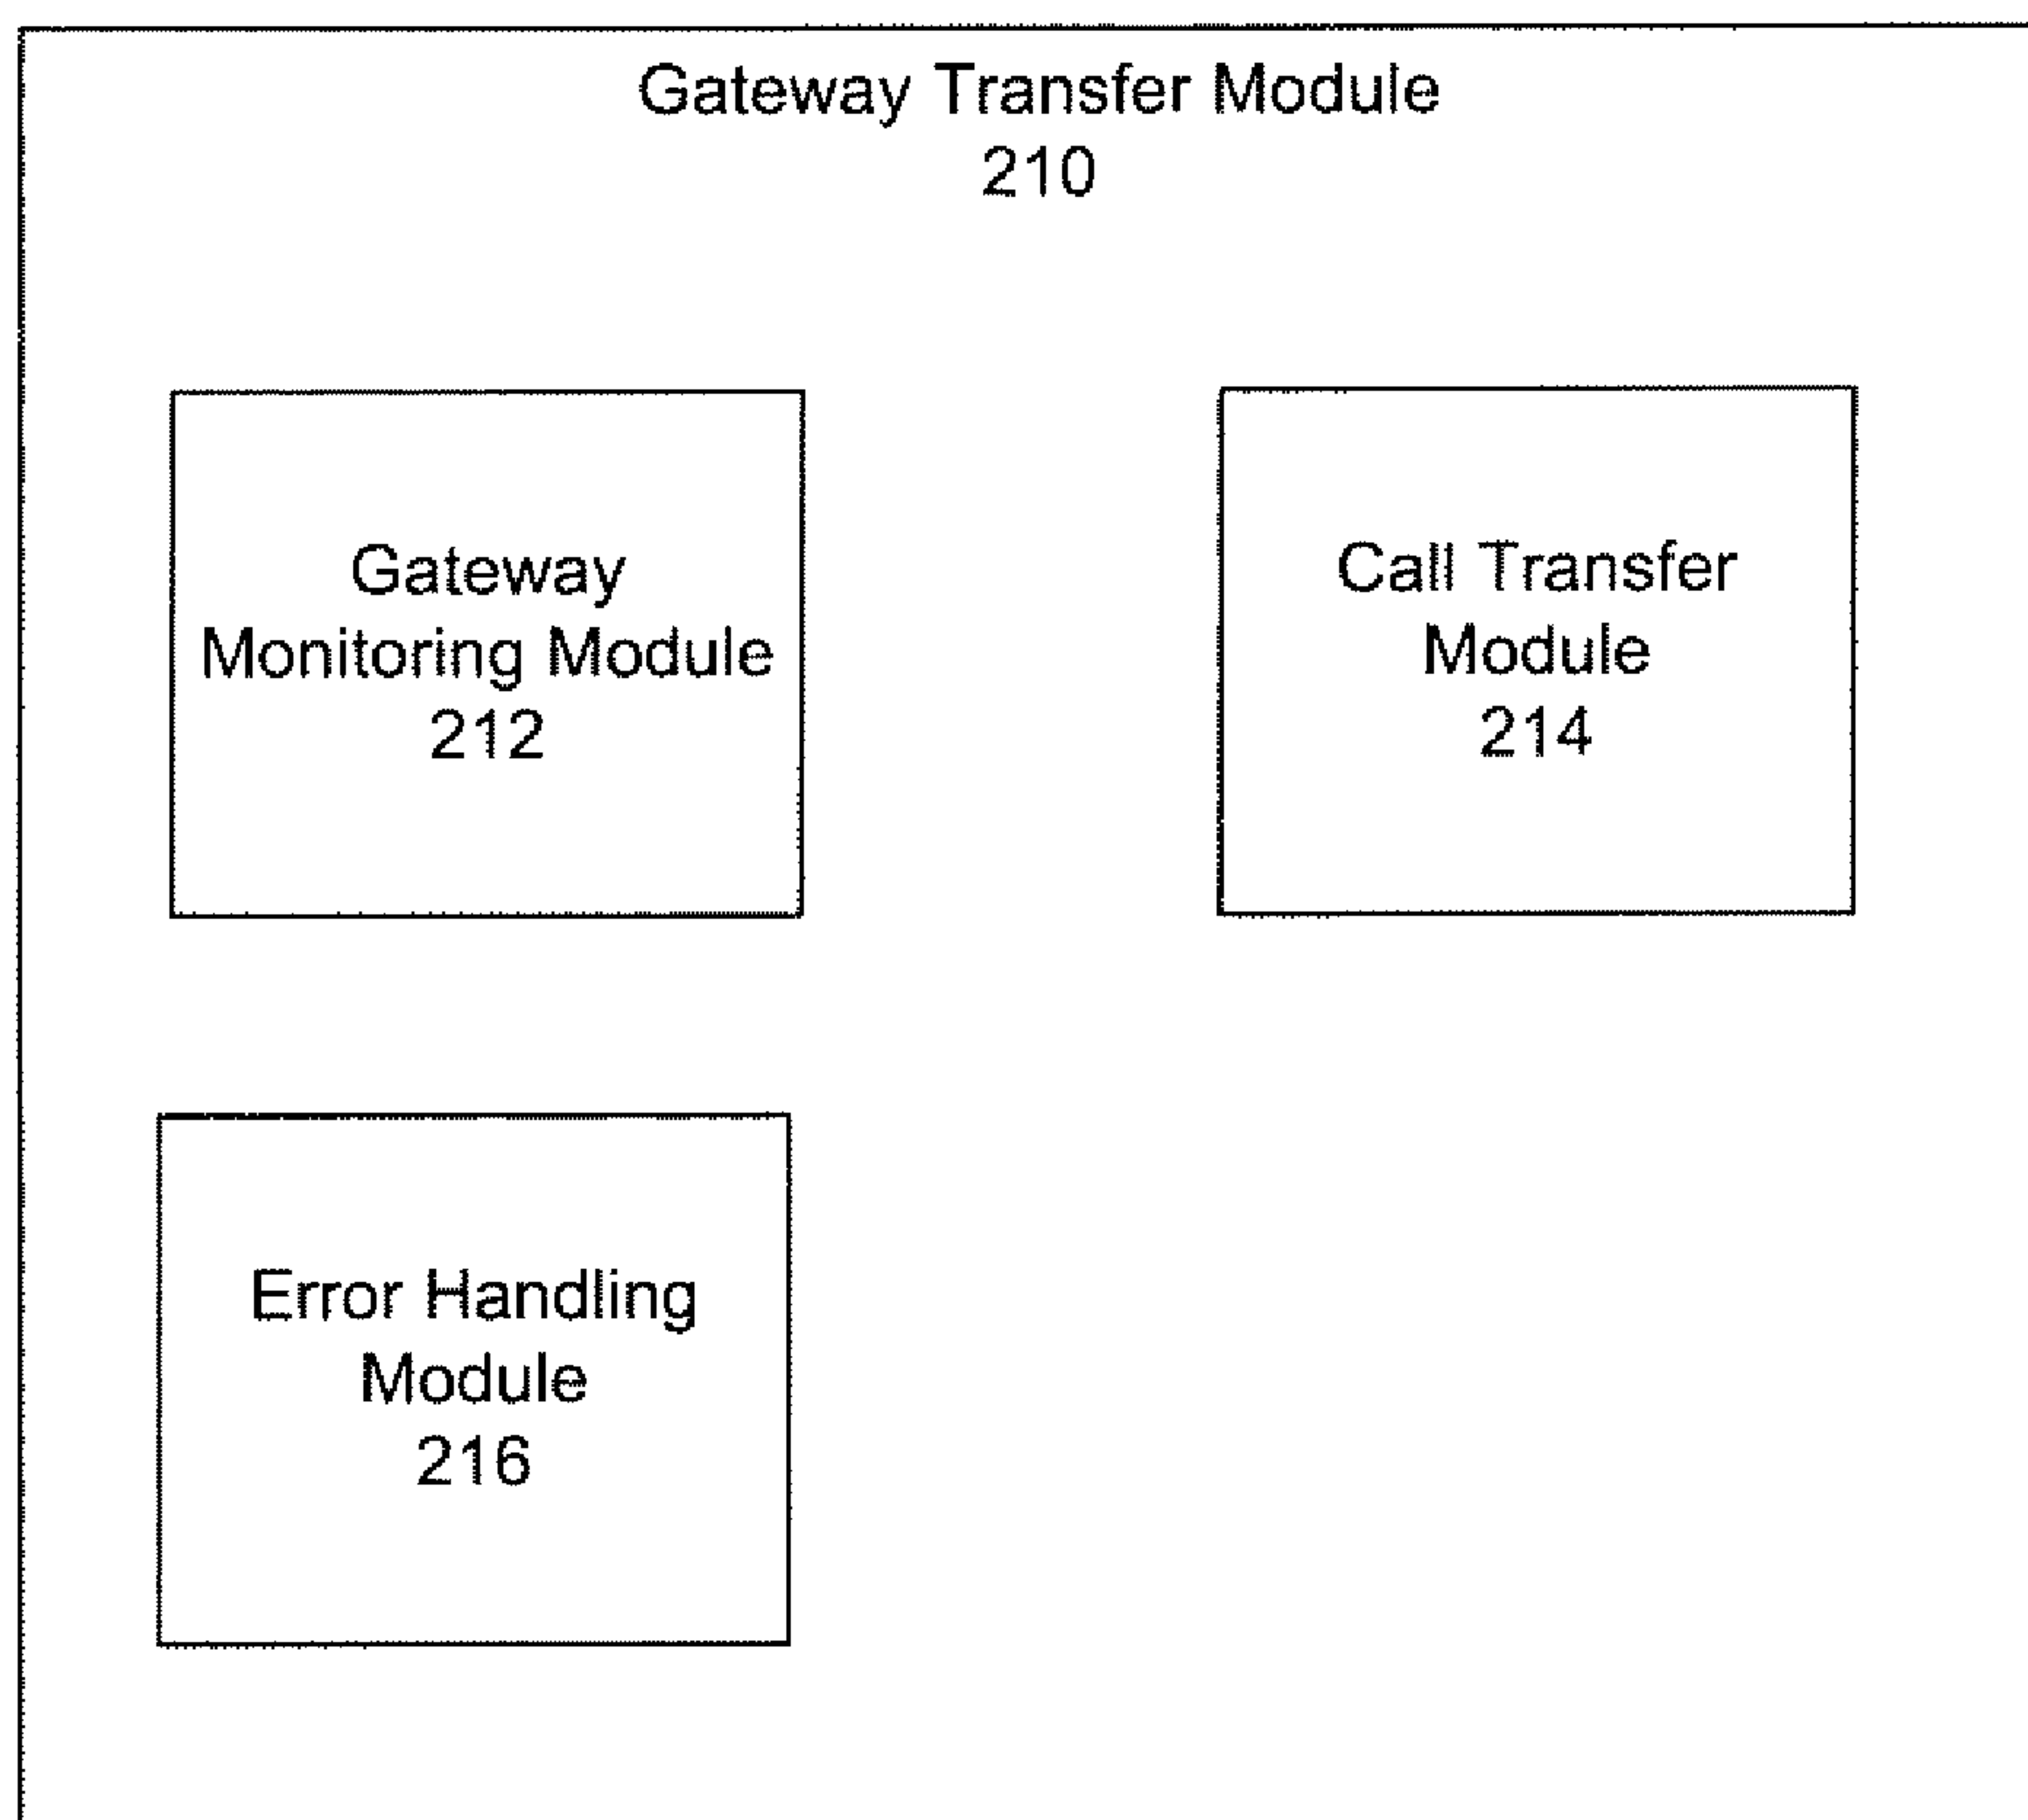 Gateway Transfer Module
210
Gateway
Monitoring Module
212
Call Transfer
Module
214
Error Handling
Module
216